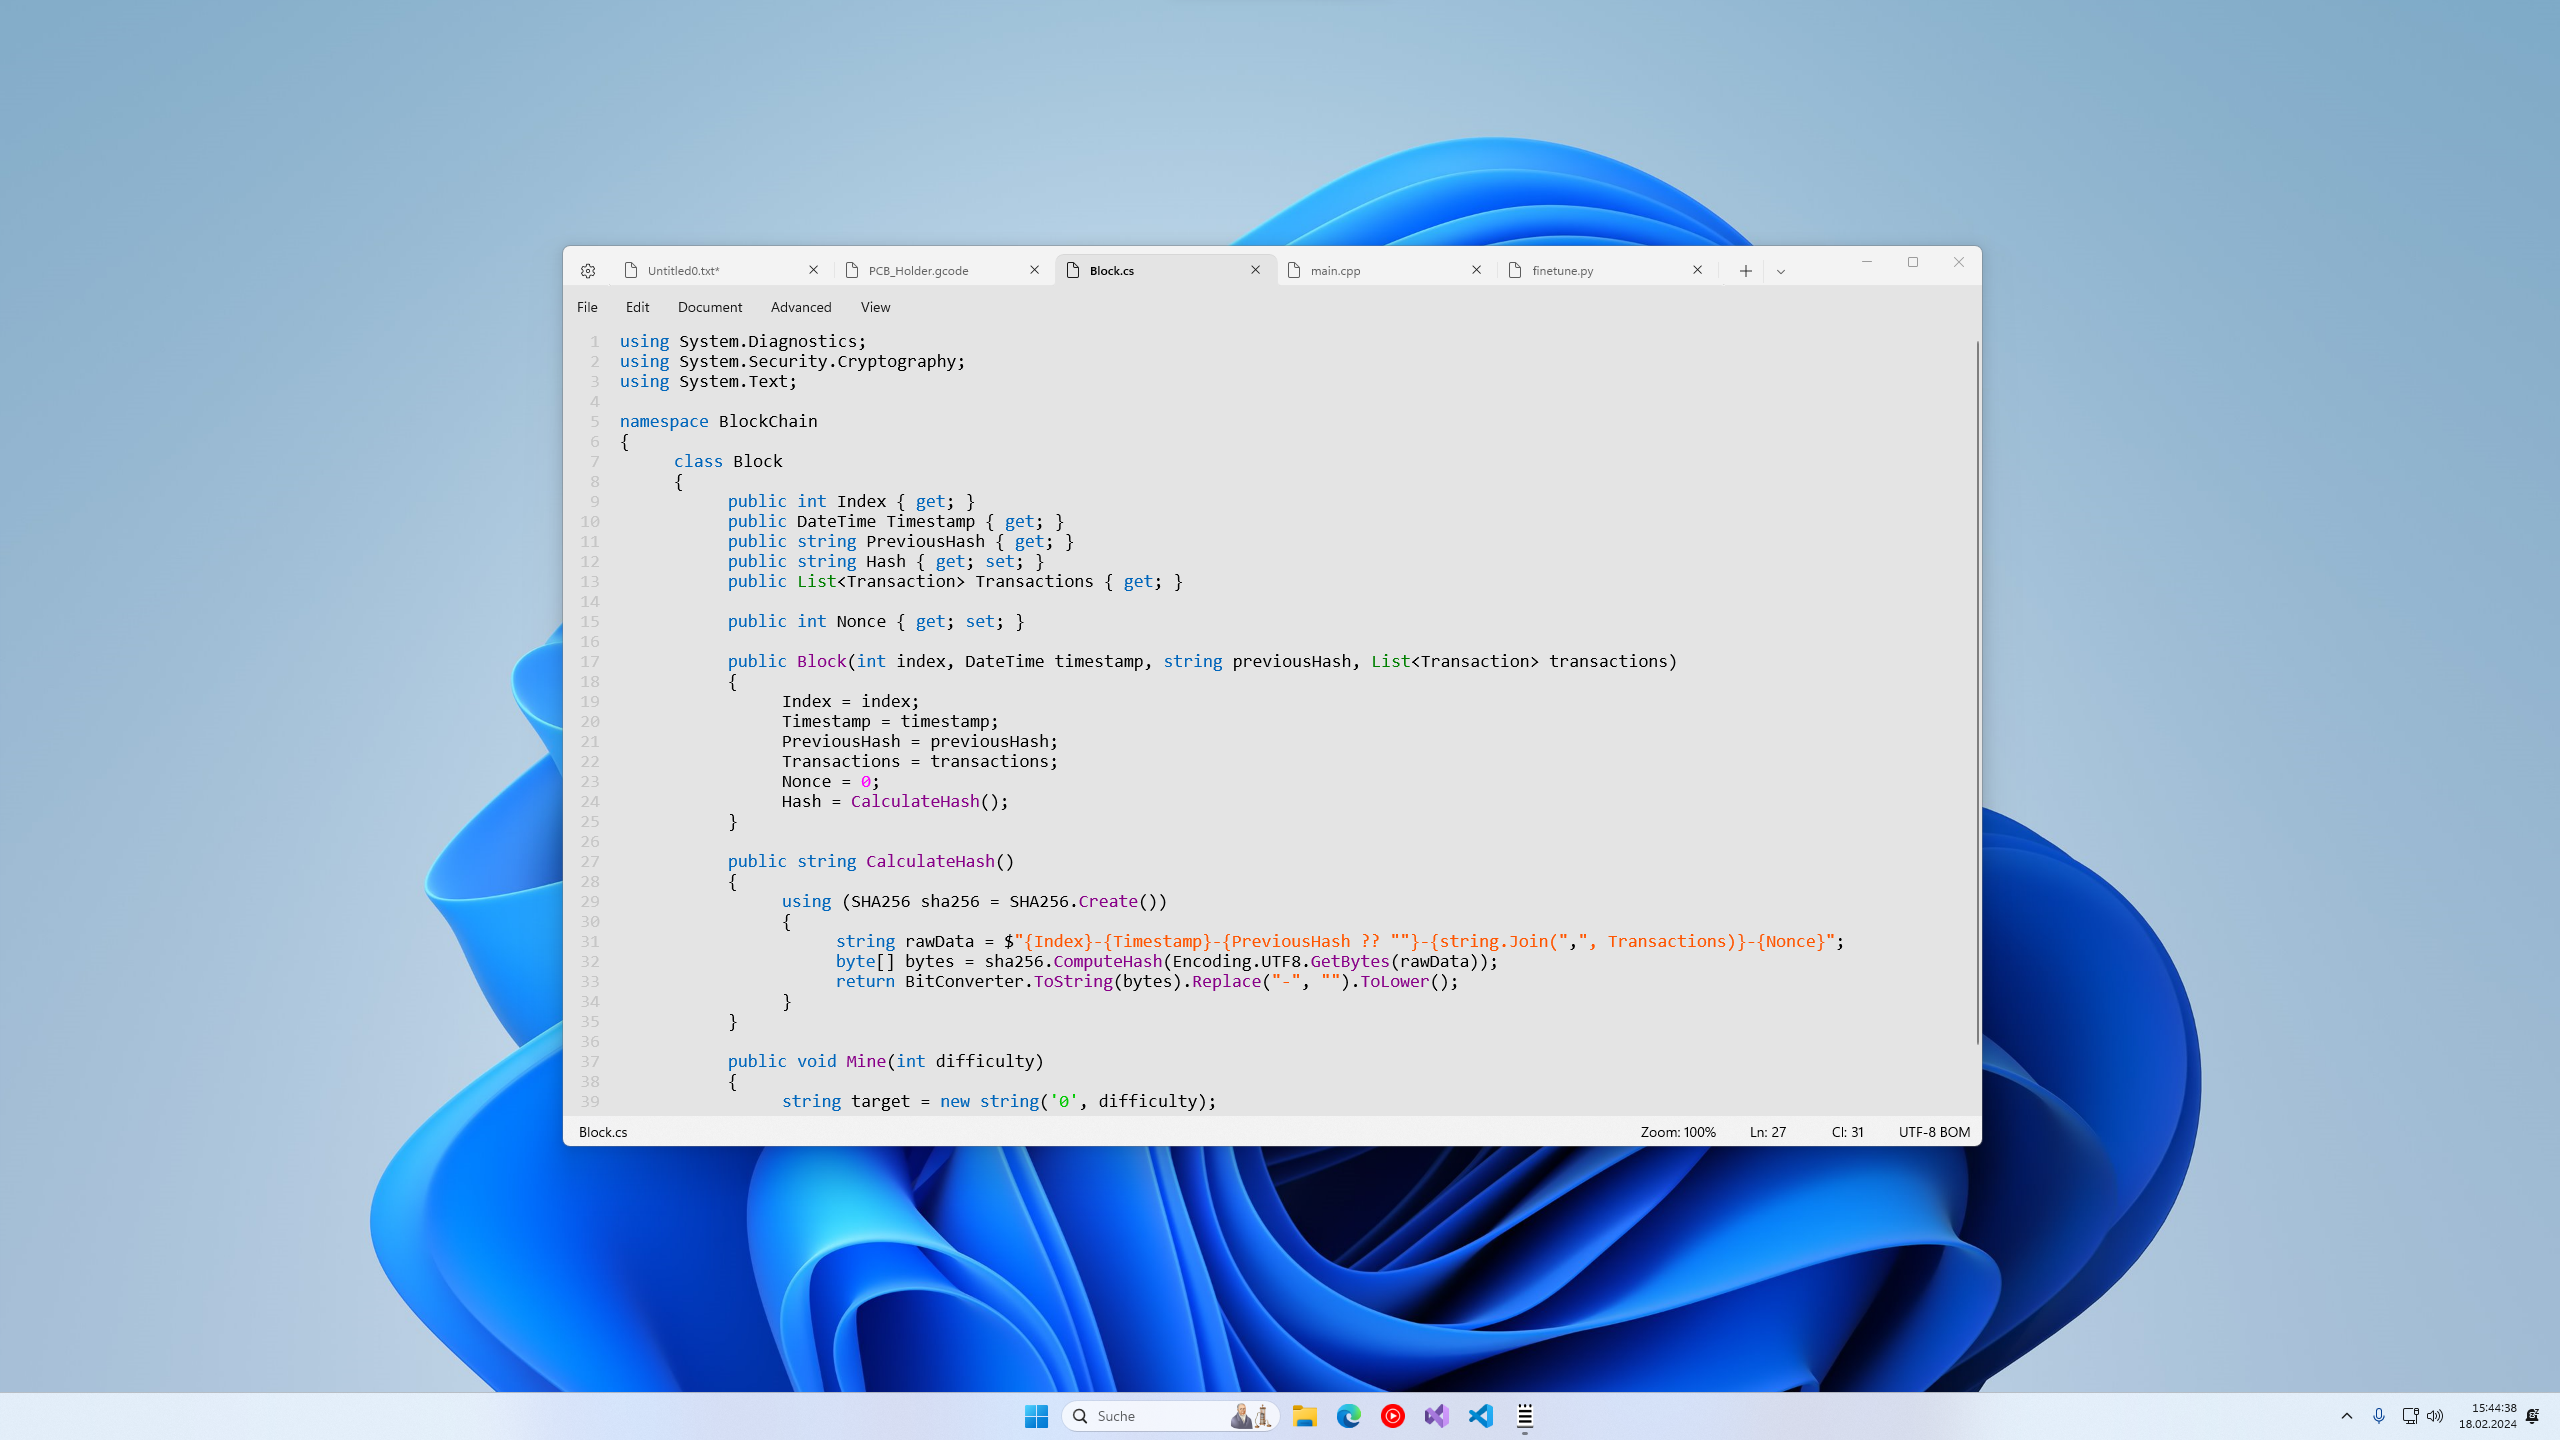 Untitled0.txt*
PCB_Holder.gcode
Block.cs
main.cpp
finetune.py
File Edit Document Advanced View
1 using System.Diagnostics;
2 using System.Security.Cryptography;
3 using System.Text;
4
5 namespace BlockChain
6 {
7 class Block
8 {
9 public int Index { get; }
10 public DateTime Timestamp { get; }
11 public string PreviousHash { get; }
12 public string Hash { get; set; }
13 public List<Transaction> Transactions { get; }
14
15 public int Nonce { get; set; }
16
17 public Block(int index, DateTime timestamp, string previousHash, List<Transaction> transactions)
18 {
19 Index = index;
20 Timestamp = timestamp;
21 PreviousHash = previousHash;
22 Transactions = transactions;
23 Nonce = 0;
24 Hash = CalculateHash();
25 }
26
27 public string CalculateHash()
28 {
29 using (SHA256 sha256 = SHA256.Create())
30 {
31 string rawData = $"{Index}-{Timestamp}-{PreviousHash ?? ""}-{string.Join(",", Transactions)}-{Nonce}";
32 byte[] bytes = sha256.ComputeHash(Encoding.UTF8.GetBytes(rawData));
33 return BitConverter.ToString(bytes).Replace("-", "").ToLower();
34 }
35 }
36
37 public void Mine(int difficulty)
38 {
39 string target = new string('0', difficulty);
Block.cs Zoom: 100% Ln: 27 Cl: 31 UTF-8 BOM
Suche
15:44:38
18.02.2024